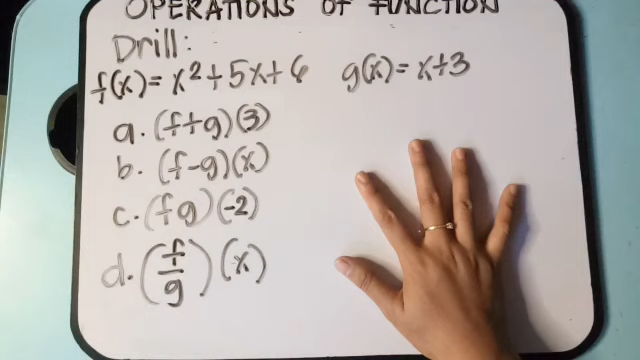 OPERATIONS OF FUNCTION
Drill:
f(x) = x²+5x+6 g(x) = x+3
a. (f+g)(3)
b. (f-g)(x)
c. (fg)(-2)
d. (f/g)(x)